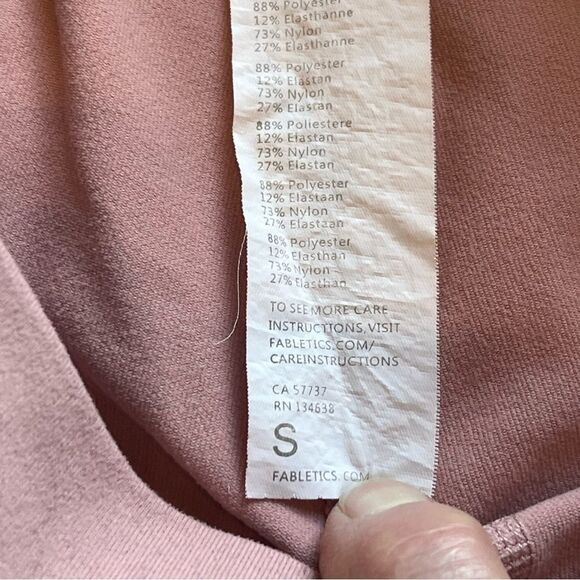 88% Polyester
12% Elasthanne
73% Nylon
27% Elasthanne
88% Polyester
12% Elastan
73% Nylon
27% Elastan
88% Poliestere
12% Elastan
73% Nylon
27% Elastan
88% Polyester
12% Elastaan
73% Nylon
27% Elastaan
88% Polyester
12% Elasthan
73% Nylon
27% Elasthan
TO SEE MORE CARE
INSTRUCTIONS, VISIT
FABLETICS.COM/
CAREINSTRUCTIONS
CA 57737
RN 134638
S
FABLETICS.COM